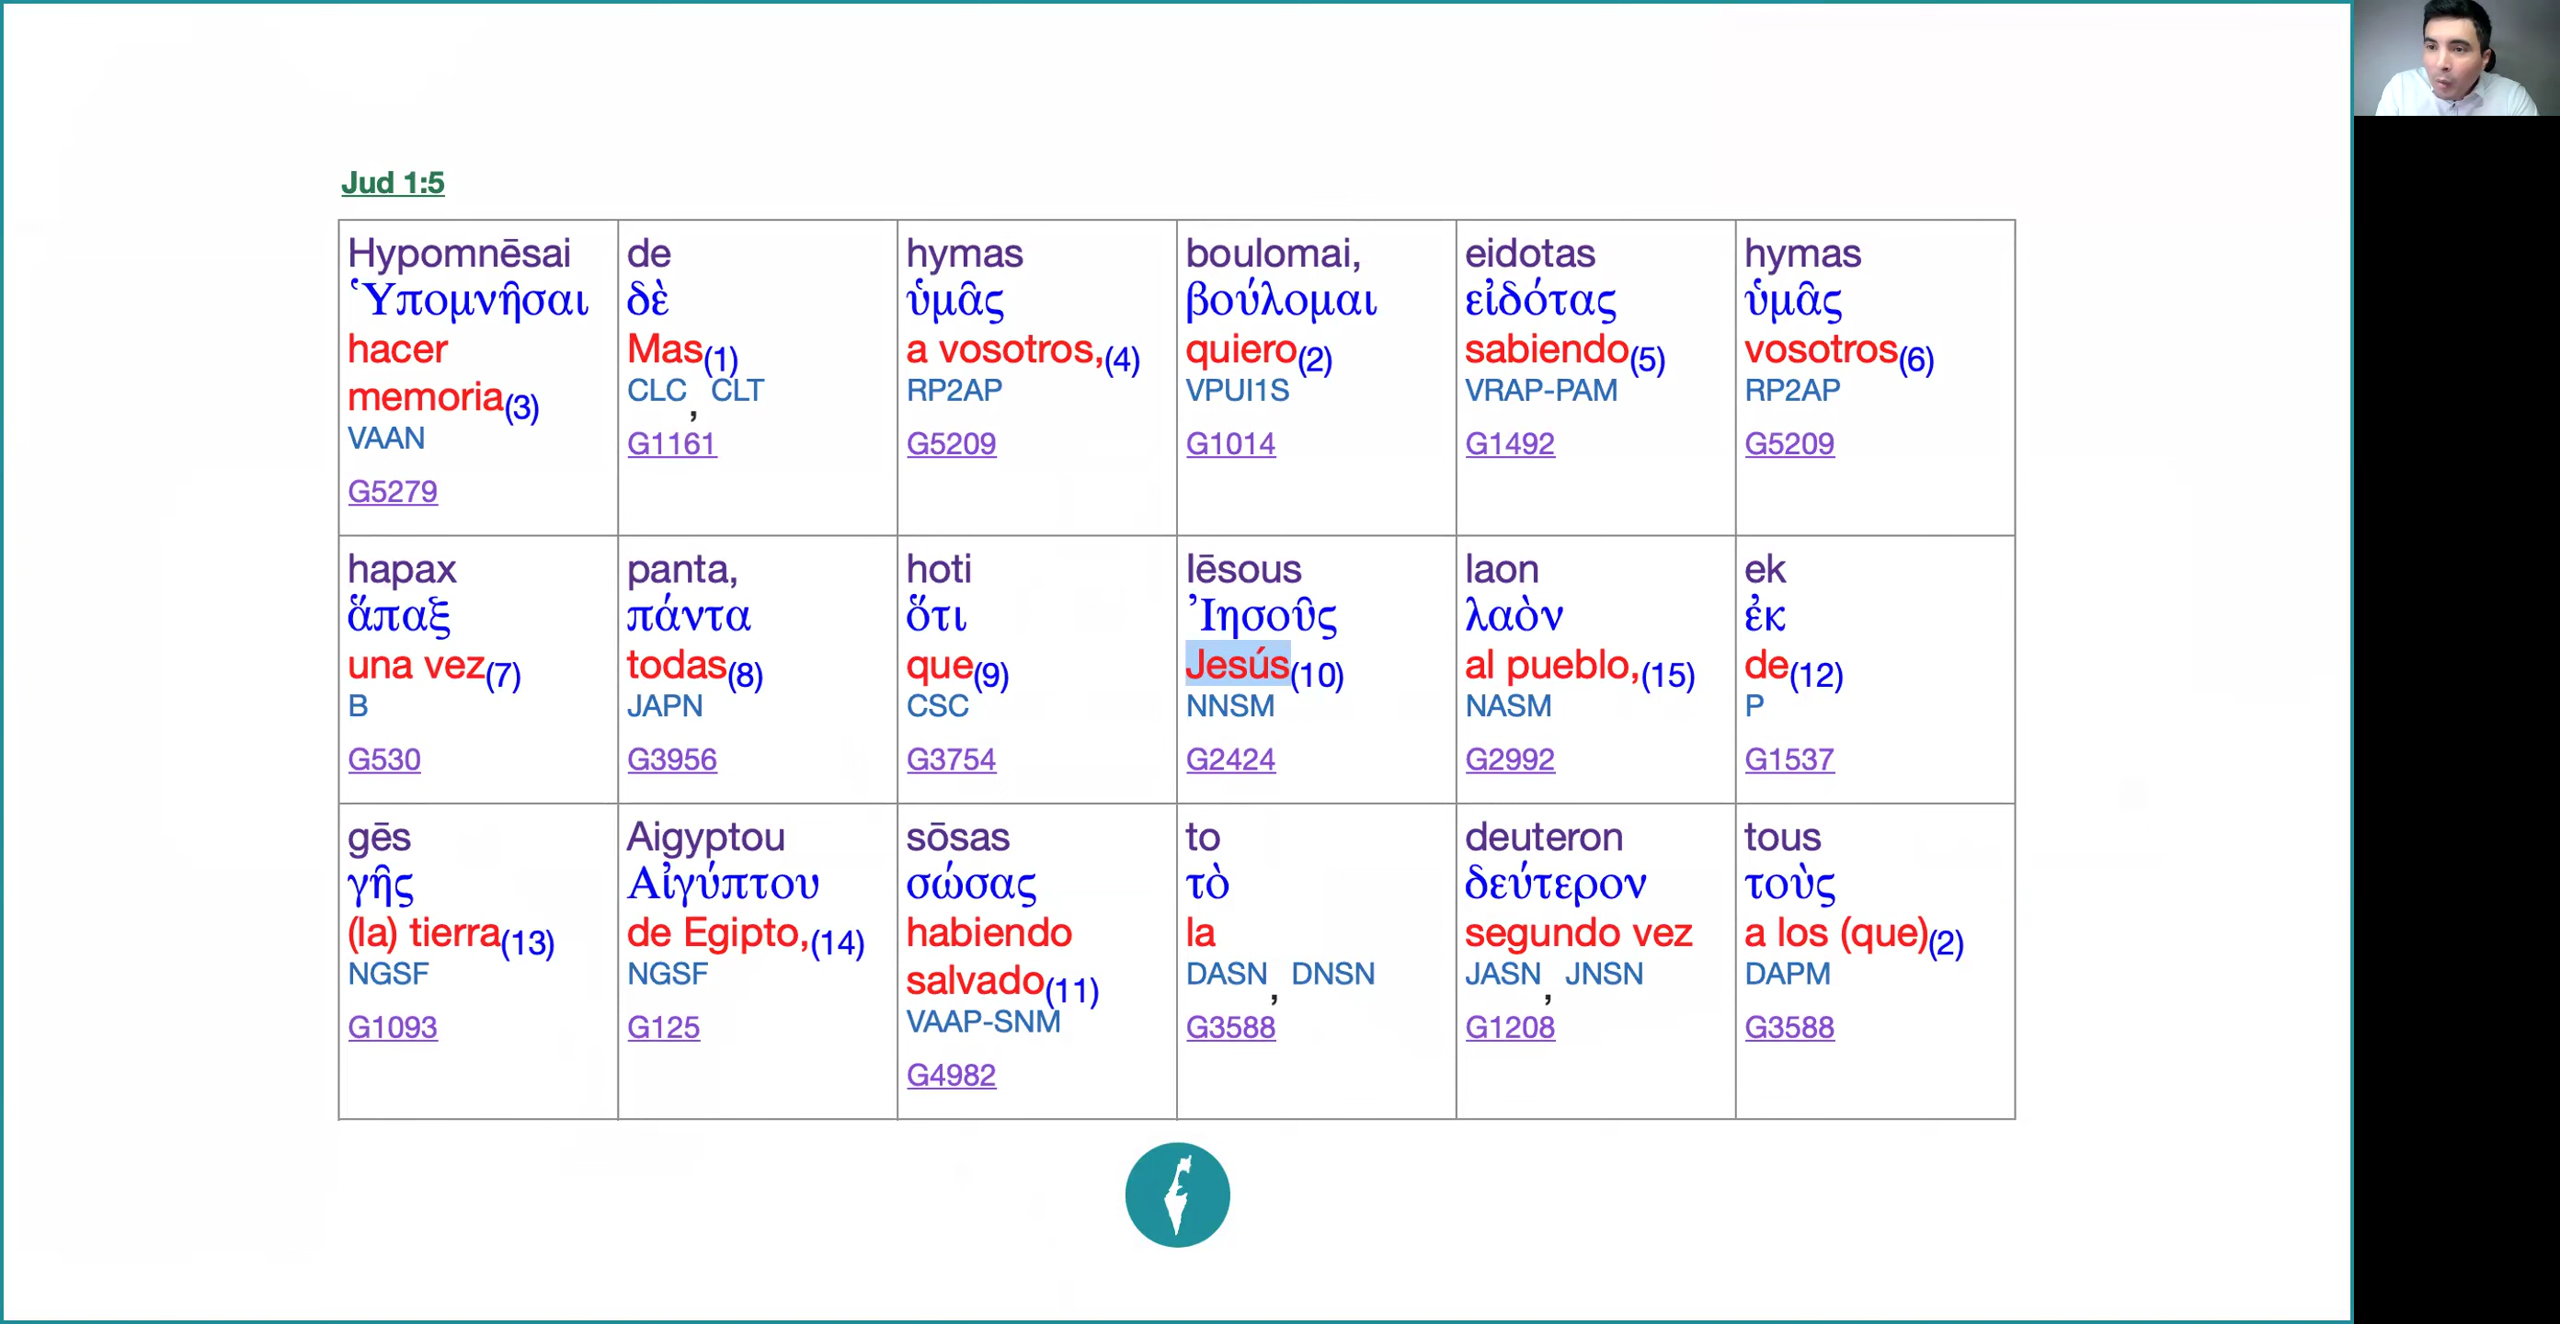 Jud 1:5
Hypomnēsai
Ὑπομνῆσαι
hacer
memoria(3)
VAAN
G5279
de
δὲ
Mas(1)
CLC, CLT
G1161
hymas
ὑμᾶς
a vosotros,(4)
RP2AP
G5209
boulomai,
βούλομαι
quiero(2)
VPUI1S
G1014
eidotas
εἰδότας
sabiendo(5)
VRAP-PAM
G1492
hymas
ὑμᾶς
vosotros(6)
RP2AP
G5209
hapax
ἅπαξ
una vez(7)
B
G530
panta,
πάντα
todas(8)
JAPN
G3956
hoti
ὅτι
que(9)
CSC
G3754
Iēsous
Ἰησοῦς
Jesús(10)
NNSM
G2424
laon
λαὸν
al pueblo,(15)
NASM
G2992
ek
ἐκ
de(12)
P
G1537
gēs
γῆς
(la) tierra(13)
NGSF
G1093
Aigyptou
Αἰγύπτου
de Egipto,(14)
NGSF
G125
sōsas
σώσας
habiendo
salvado(11)
VAAP-SNM
G4982
to
τὸ
la
DASN, DNSN
G3588
deuteron
δεύτερον
segundo vez
JASN, JNSN
G1208
tous
τοὺς
a los (que)(2)
DAPM
G3588